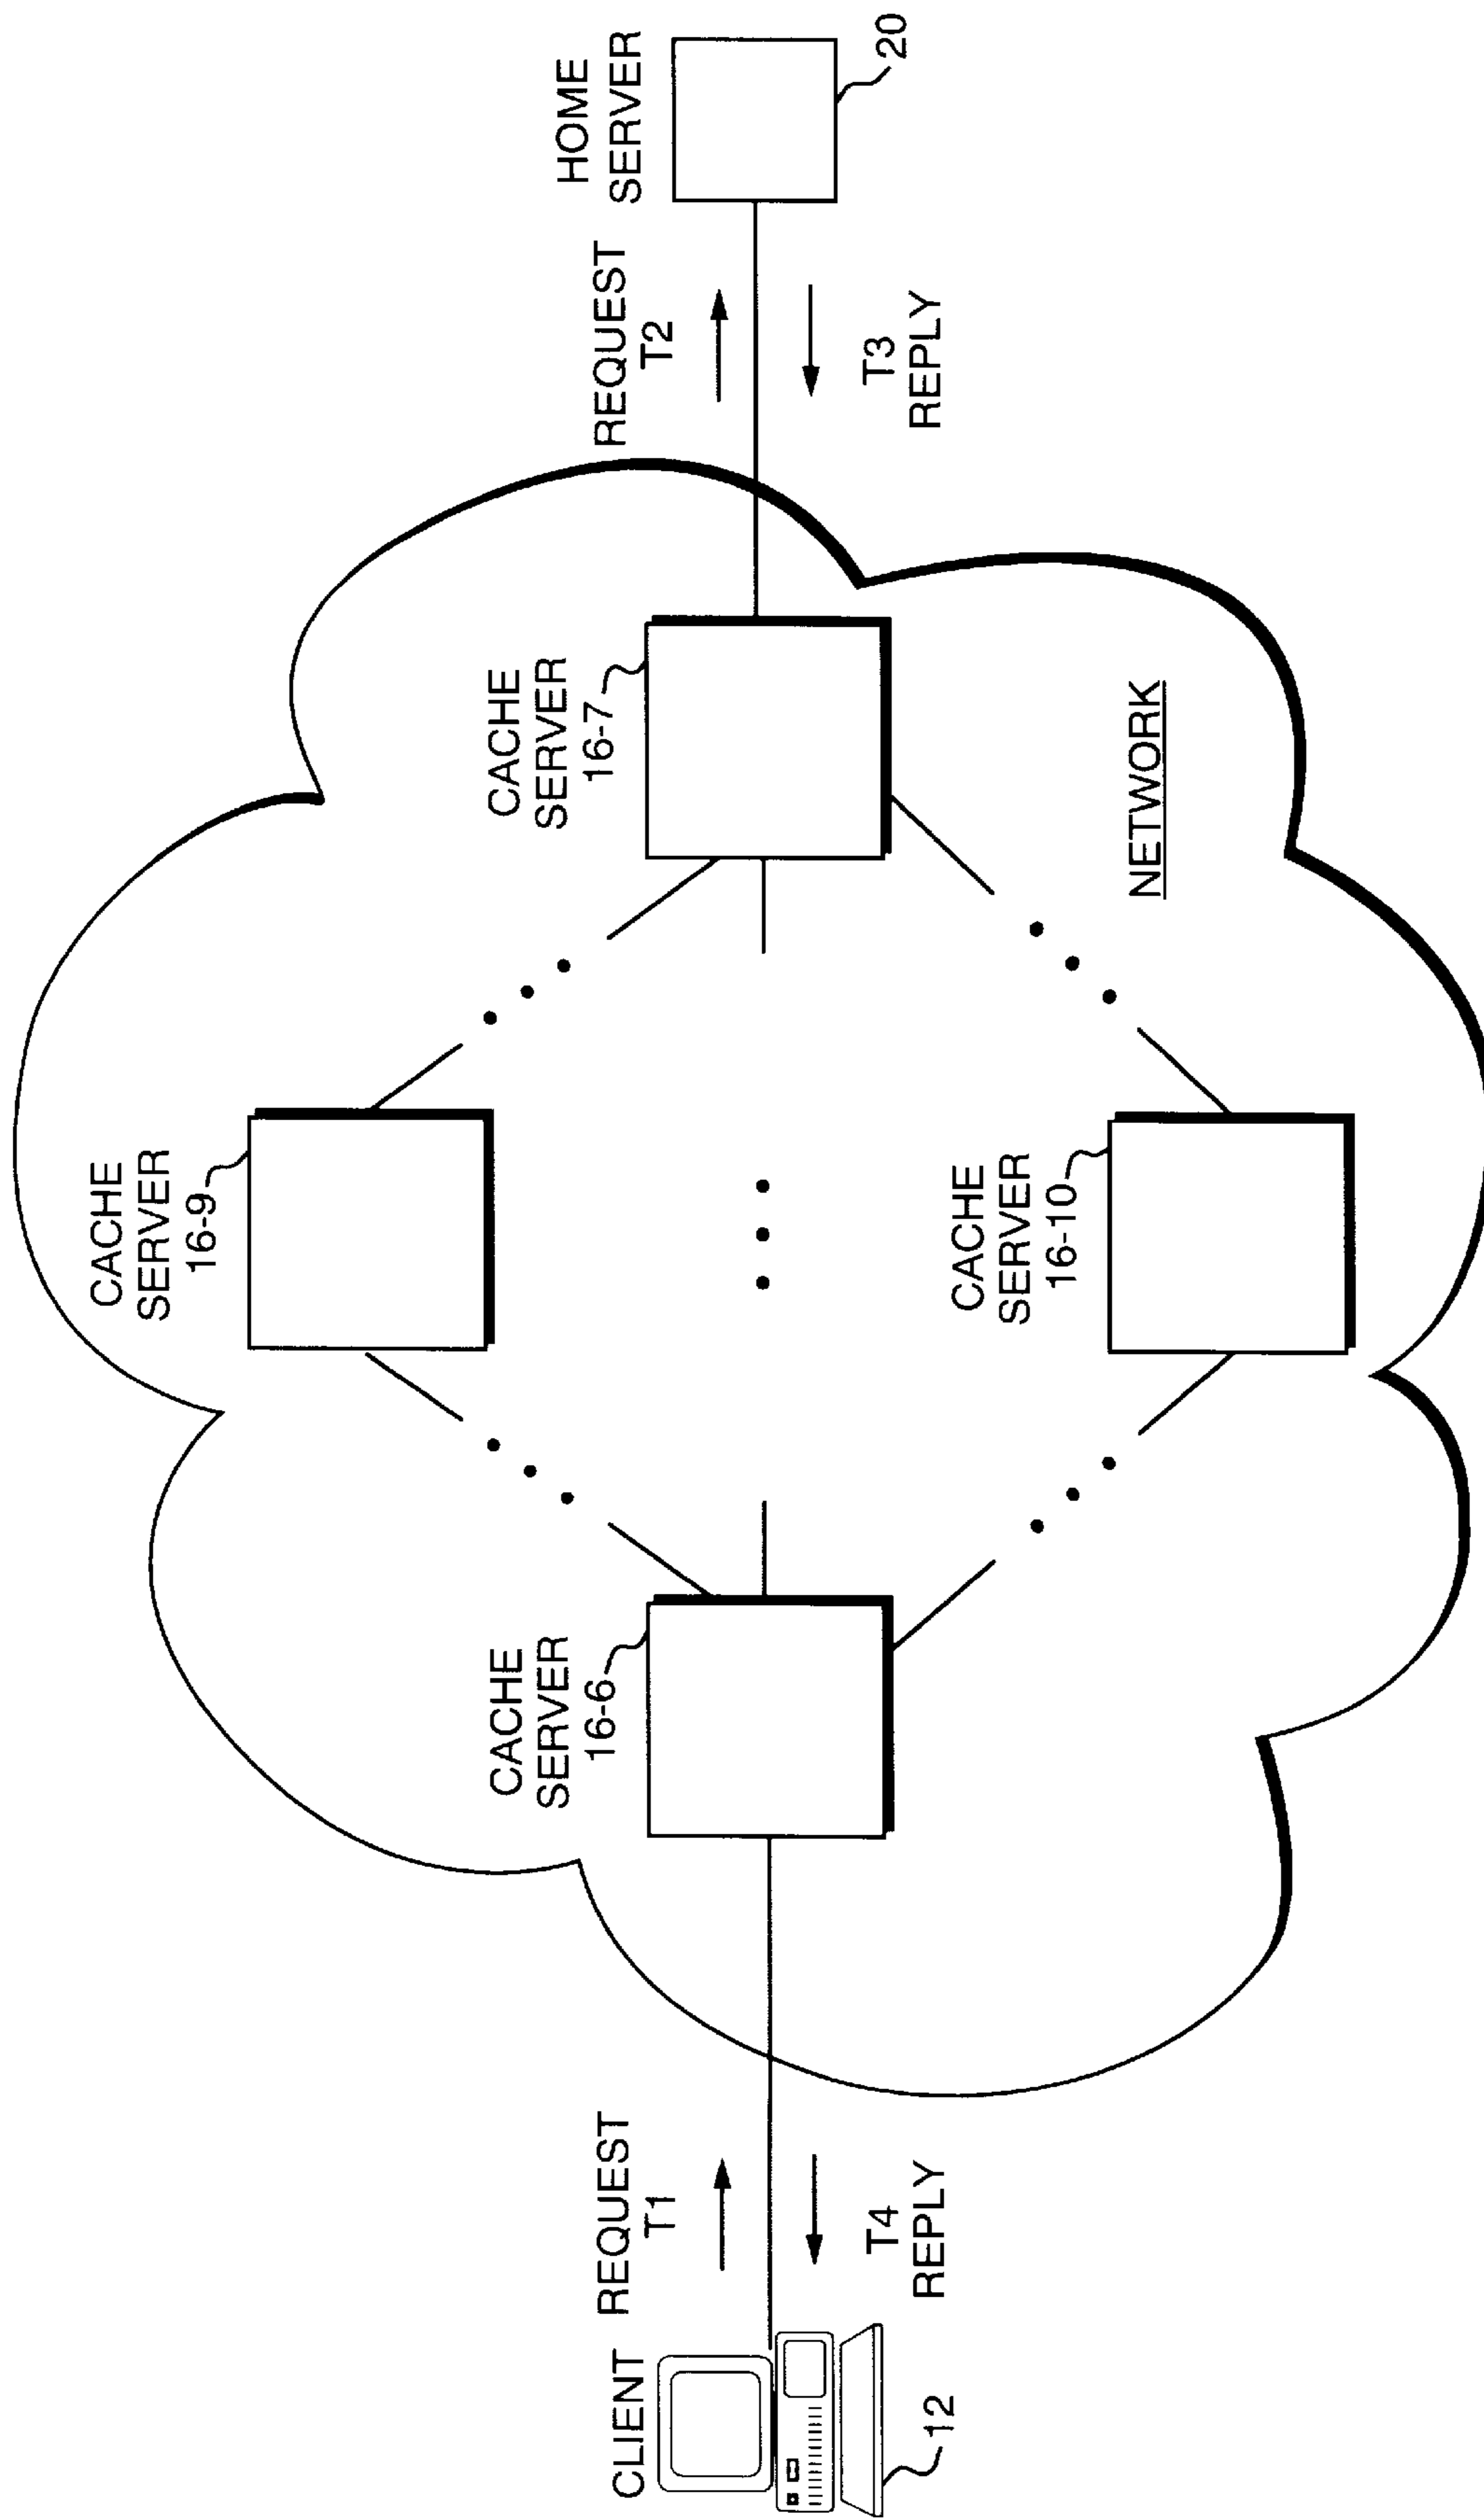 CACHE
SERVER
16-9
CLIENT
REQUEST
T1
CACHE
SERVER
16-6
CACHE
SERVER
16-7
REQUEST
T2
HOME
SERVER
T4
REPLY
12
T3
REPLY
20
CACHE
SERVER
16-10
NETWORK